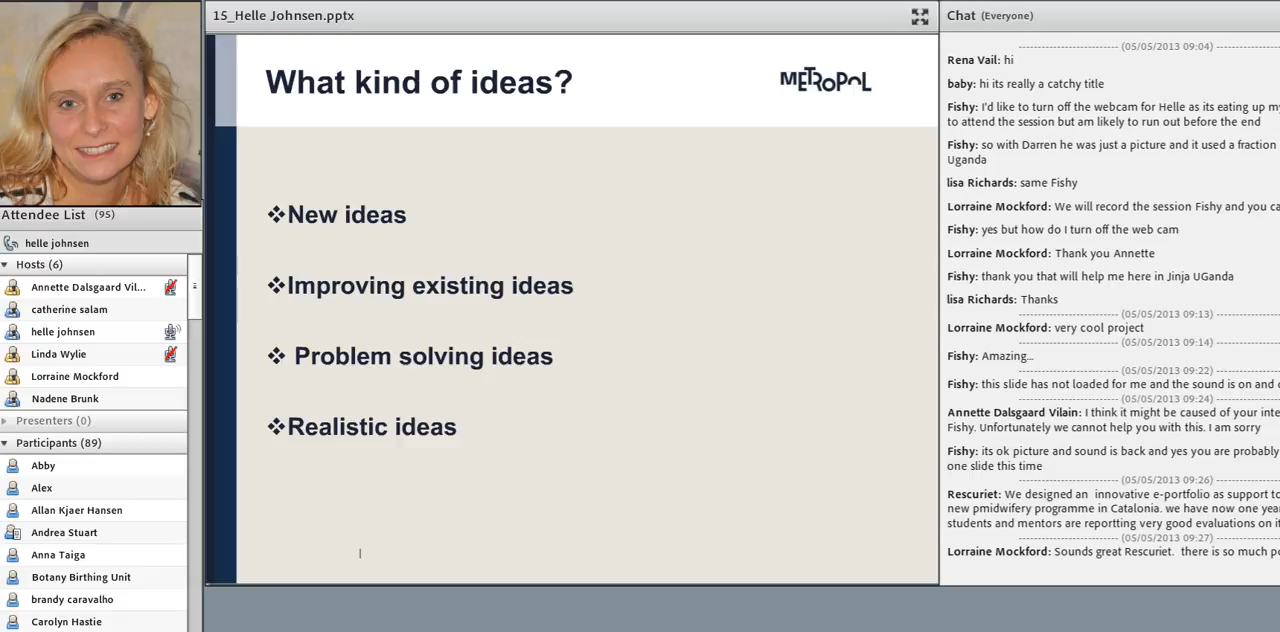 Attendee List (95)
helle johnsen
Hosts (6)
Annette Dalsgaard Vil...
catherine salam
helle johnsen
Linda Wylie
Lorraine Mockford
Nadene Brunk
Presenters (0)
Participants (89)
Abby
Alex
Allan Kjaer Hansen
Andrea Stuart
Anna Taiga
Botany Birthing Unit
brandy caravalho
Carolyn Hastie
15_Helle Johnsen.pptx
What kind of ideas?
METROPOL
❖New ideas
❖Improving existing ideas
❖ Problem solving ideas
❖Realistic ideas
Chat (Everyone)
(05/05/2013 09:04)
Rena Vail: hi
baby: hi its really a catchy title
Fishy: I'd like to turn off the webcam for Helle as its eating up my
to attend the session but am likely to run out before the end
Fishy: so with Darren he was just a picture and it used a fraction
Uganda
lisa Richards: same Fishy
Lorraine Mockford: We will record the session Fishy and you ca
Fishy: yes but how do I turn off the web cam
Lorraine Mockford: Thank you Annette
Fishy: thank you that will help me here in Jinja UGanda
lisa Richards: Thanks
(05/05/2013 09:13)
Lorraine Mockford: very cool project
(05/05/2013 09:14)
Fishy: Amazing...
(05/05/2013 09:22)
Fishy: this slide has not loaded for me and the sound is on and
(05/05/2013 09:24)
Annette Dalsgaard Vilain: I think it might be caused of your inte
Fishy. Unfortunately we cannot help you with this. I am sorry
Fishy: its ok picture and sound is back and yes you are probably
one slide this time
(05/05/2013 09:26)
Rescuriet: We designed an innovative e-portfolio as support to
new pmidwifery programme in Catalonia. we have now one year
students and mentors are reportting very good evaluations on it
(05/05/2013 09:27)
Lorraine Mockford: Sounds great Rescuriet. there is so much po